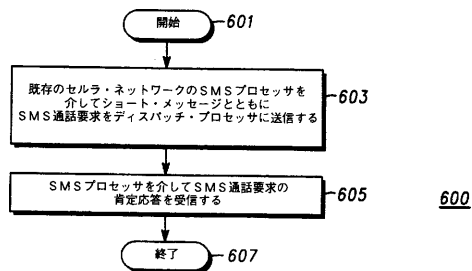 開始
601
既存のセルラ・ネットワークのSMSプロセッサを
介してショート・メッセージとともに
SMS通話要求をディスパッチ・プロセッサに送信する
603
SMSプロセッサを介してSMS通話要求の
肯定応答を受信する
605
600
終了
607